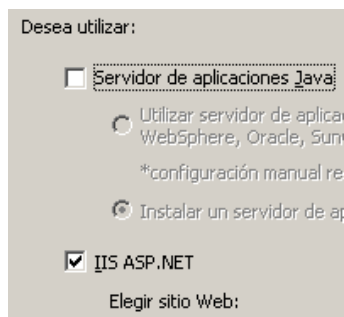 Desea utilizar:
Servidor de aplicaciones Java
Utilizar servidor de
WebSphere, Oracle,
*configuración manual
Instalar un servidor de
IIS ASP.NET
Elegir sitio Web: